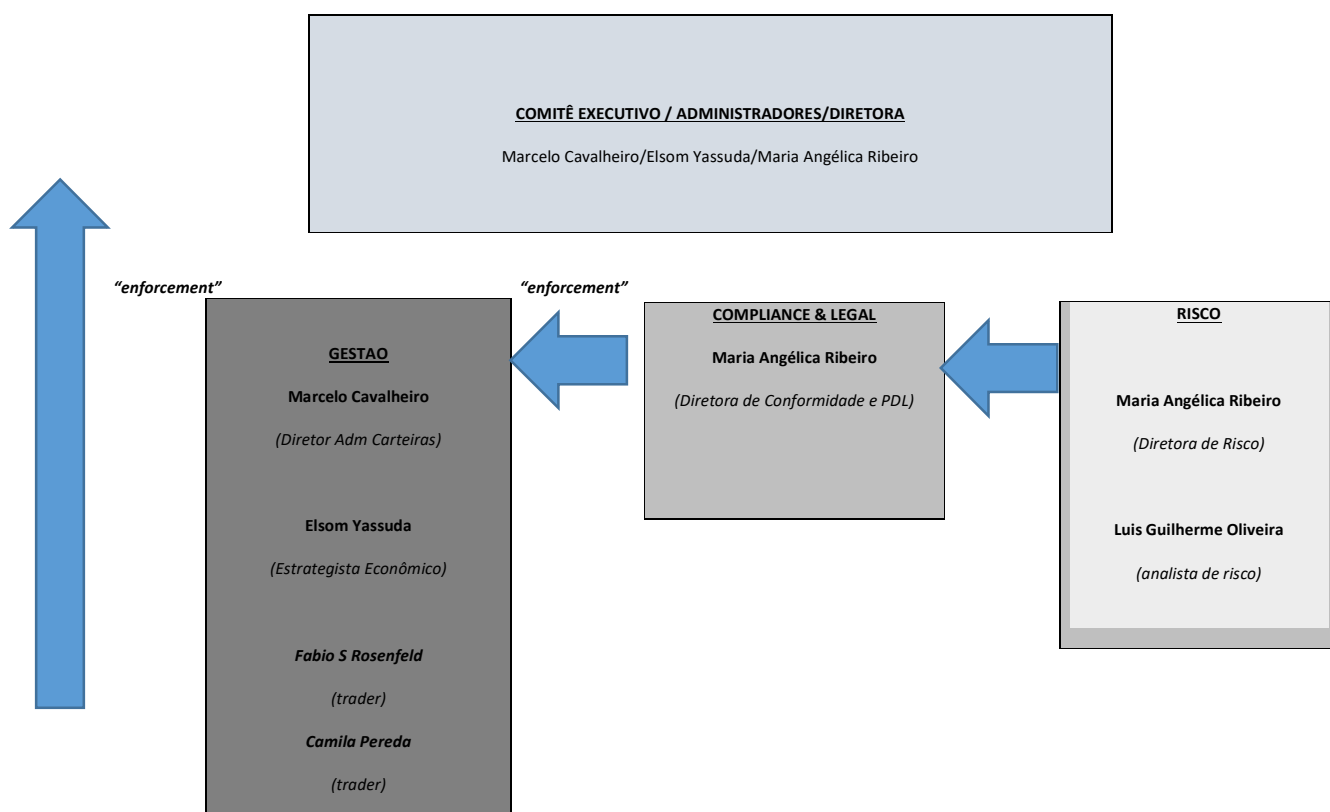 COMITÊ EXECUTIVO / ADMINISTRADORES/DIRETORA
Marcelo Cavalheiro/Elsom Yassuda/Maria Angélica Ribeiro
“enforcement”
“enforcement”
GESTAO
Marcelo Cavalheiro
(Diretor Adm Carteiras)
Elsom Yassuda
(Estrategista Econômico)
Fabio S Rosenfeld
(trader)
Camila Pereda
(trader)
COMPLIANCE & LEGAL
Maria Angélica Ribeiro
(Diretora de Conformidade e PDL)
RISCO
Maria Angélica Ribeiro
(Diretora de Risco)
Luis Guilherme Oliveira
(analista de risco)